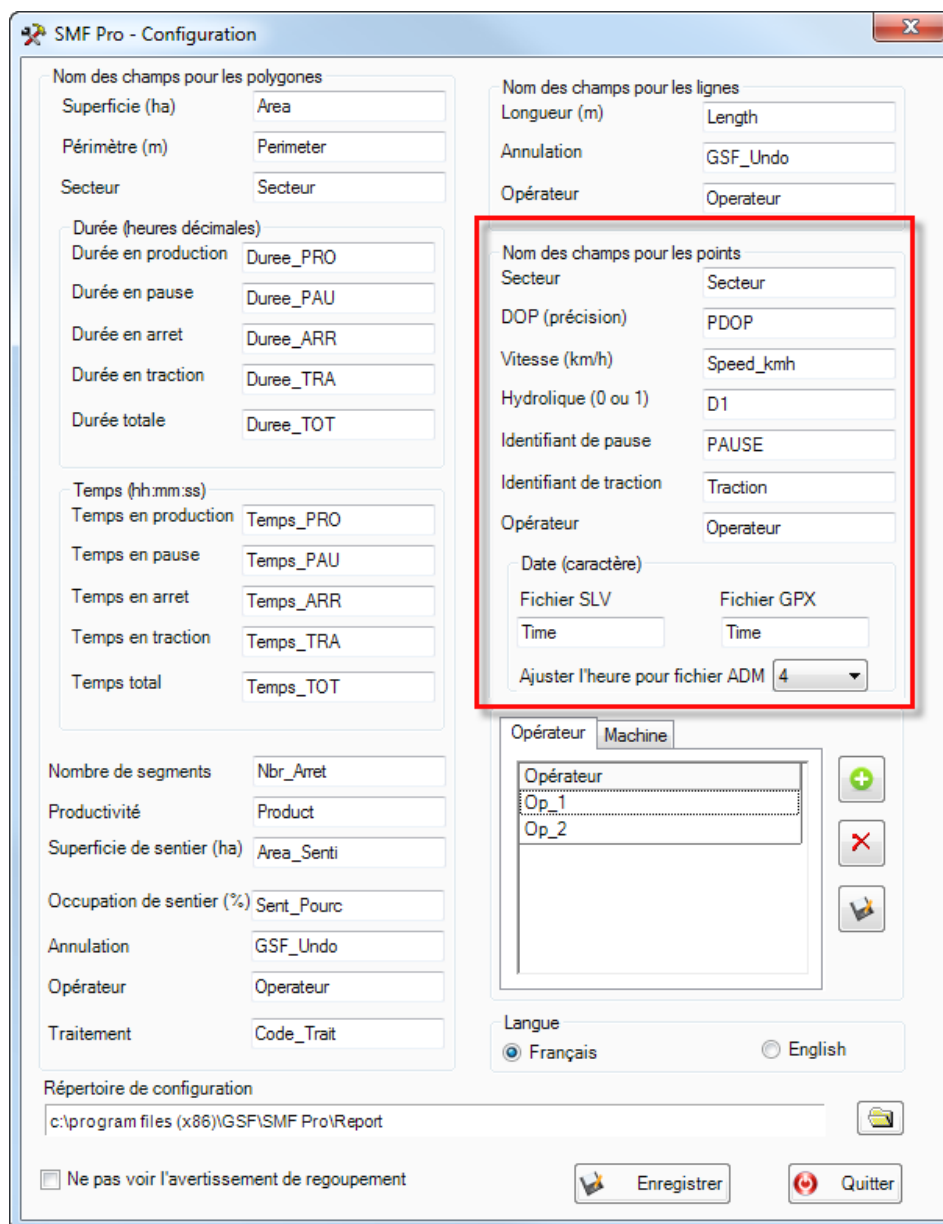 SMF Pro - Configuration
Nom des champs pour les polygones
Superficie (ha) Area
Périmètre (m) Perimeter
Secteur Secteur
Durée (heures décimales)
Durée en production Duree_PRO
Durée en pause Duree_PAU
Durée en arret Duree_ARR
Durée en traction Duree_TRA
Durée totale Duree_TOT
Temps (hh:mm:ss)
Temps en production Temps_PRO
Temps en pause Temps_PAU
Temps en arret Temps_ARR
Temps en traction Temps_TRA
Temps total Temps_TOT
Nombre de segments Nbr_Arret
Productivité Product
Superficie de sentier (ha) Area_Senti
Occupation de sentier (%) Sent_Pourc
Annulation GSF_Undo
Opérateur Operateur
Traitement Code_Trait
Nom des champs pour les lignes
Longueur (m) Length
Annulation GSF_Undo
Opérateur Operateur
Nom des champs pour les points
Secteur Secteur
DOP (précision) PDOP
Vitesse (km/h) Speed_kmh
Hydrolique (0 ou 1) D1
Identifiant de pause PAUSE
Identifiant de traction Traction
Opérateur Operateur
Date (caractère)
Fichier SLV Fichier GPX
Time Time
Ajuster l'heure pour fichier ADM 4
Opérateur Machine
Opérateur
Op_1
Op_2
Langue
Français English
Répertoire de configuration
c:\program files (x86)\GSF\SMF Pro\Report
Ne pas voir l'avertissement de regoupement Enregistrer Quitter